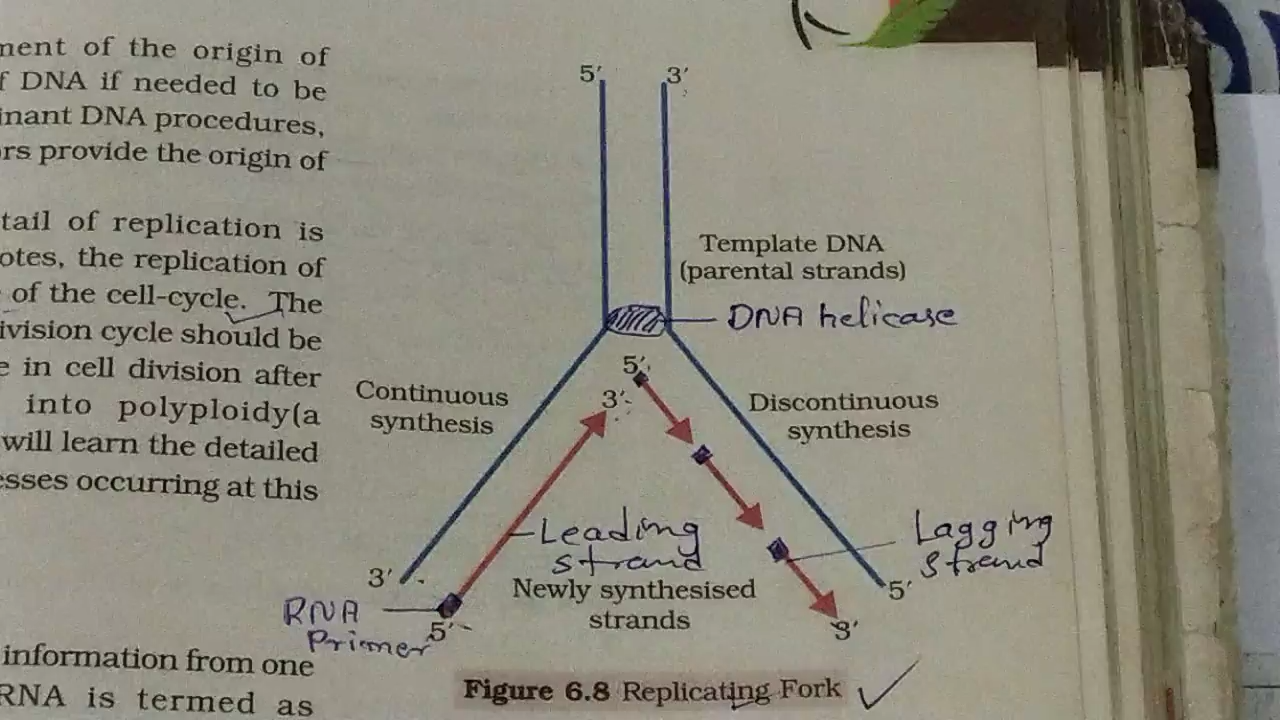 ment of the origin of
f DNA if needed to be
inant DNA procedures,
rs provide the origin of
tail of replication is
otes, the replication of
of the cell-cycle. The
ivision cycle should be
e in cell division after
into polyploidy(a
will learn the detailed
esses occurring at this
information from one
RNA is termed as
5′ 3′
Template DNA
(parental strands)
DNA helicase
5′
3′
Continuous
synthesis
Discontinuous
synthesis
Leading
strand
Lagging
strand
3′
5′
RNA
Primer
5′
Newly synthesised
strands
3′
Figure 6.8 Replicating Fork